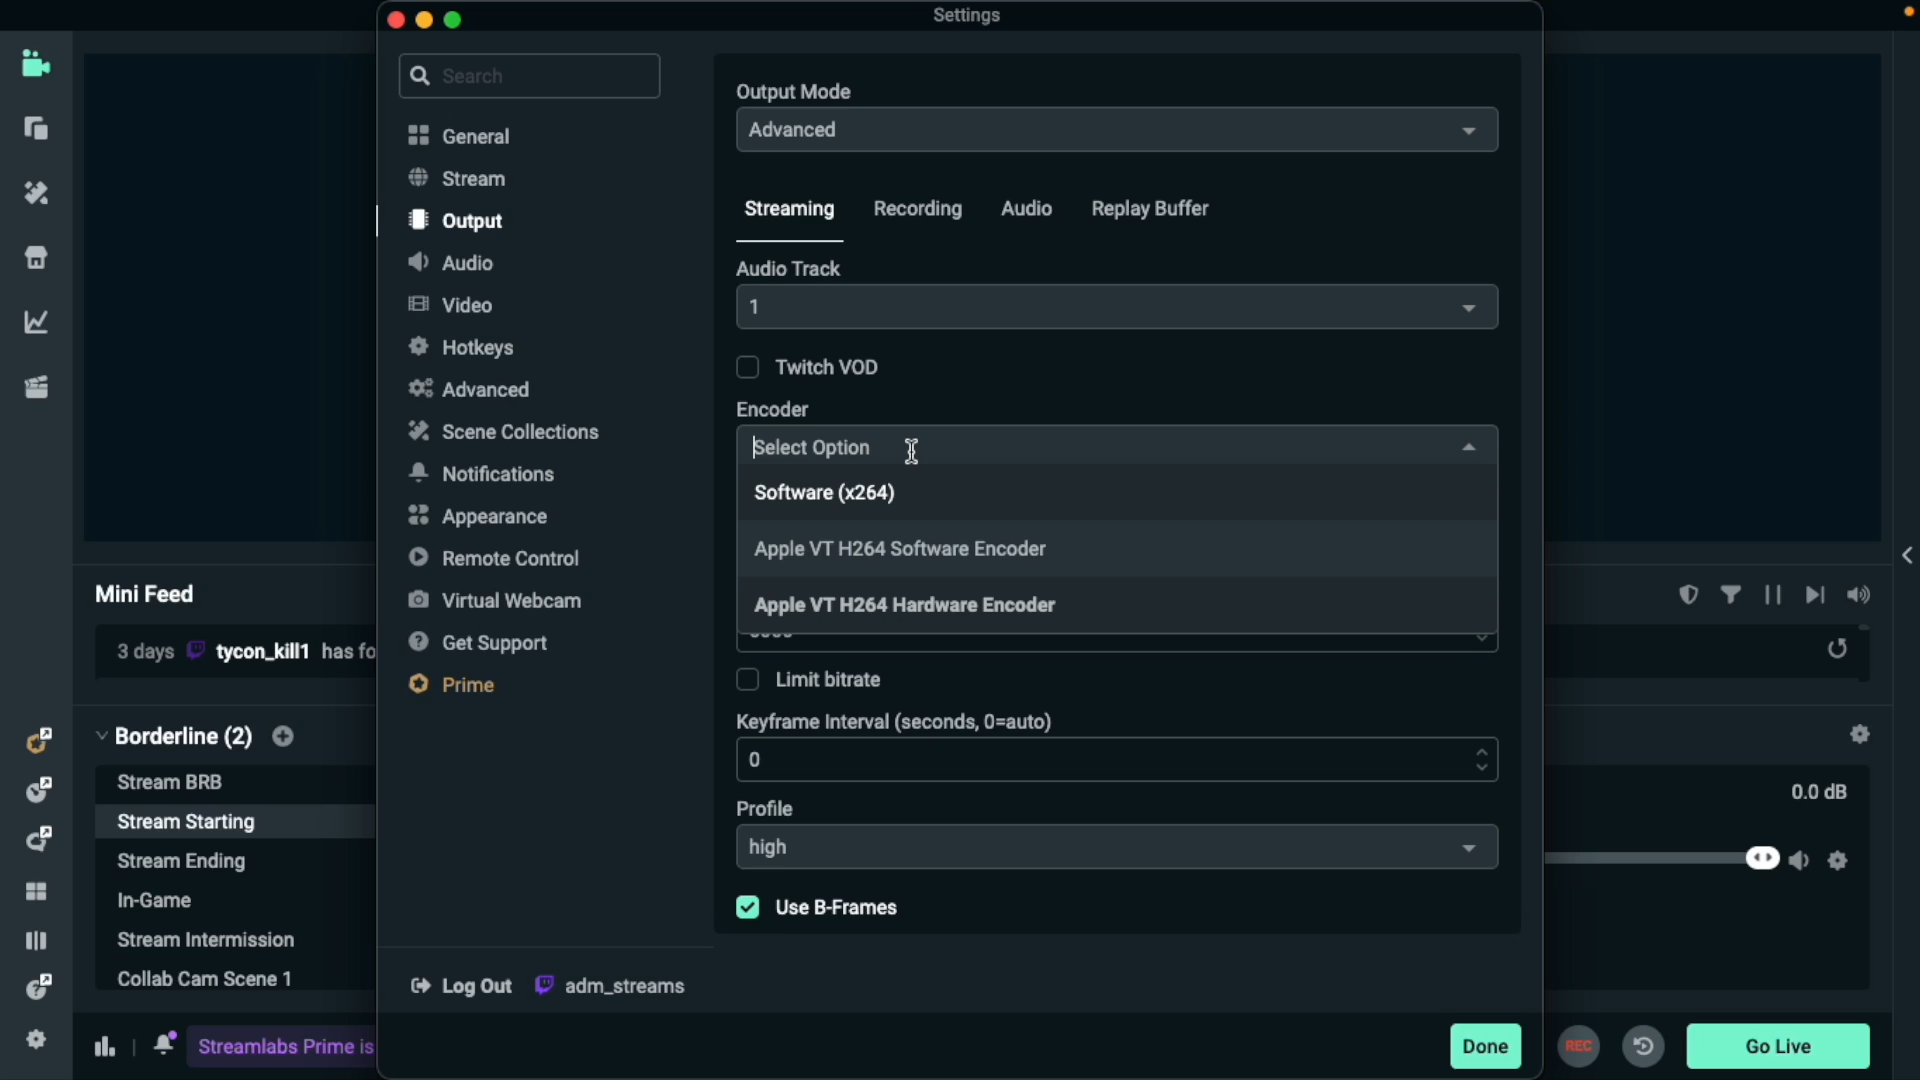 Settings
Search
General
Stream
Output
Audio
Video
Hotkeys
Advanced
Scene Collections
Notifications
Appearance
Remote Control
Virtual Webcam
Get Support
Prime
Log Out adm_streams
Output Mode
Advanced
Streaming Recording Audio Replay Buffer
Audio Track
1
Twitch VOD
Encoder
Select Option
Software (x264)
Apple VT H264 Software Encoder
Apple VT H264 Hardware Encoder
Limit bitrate
Keyframe Interval (seconds, 0=auto)
0
Profile
high
Use B-Frames
Done
Mini Feed
3 days tycon_kill1 has fo
Borderline (2)
Stream BRB
Stream Starting
Stream Ending
In-Game
Stream Intermission
Collab Cam Scene 1
Streamlabs Prime is
0.0 dB
REC
Go Live